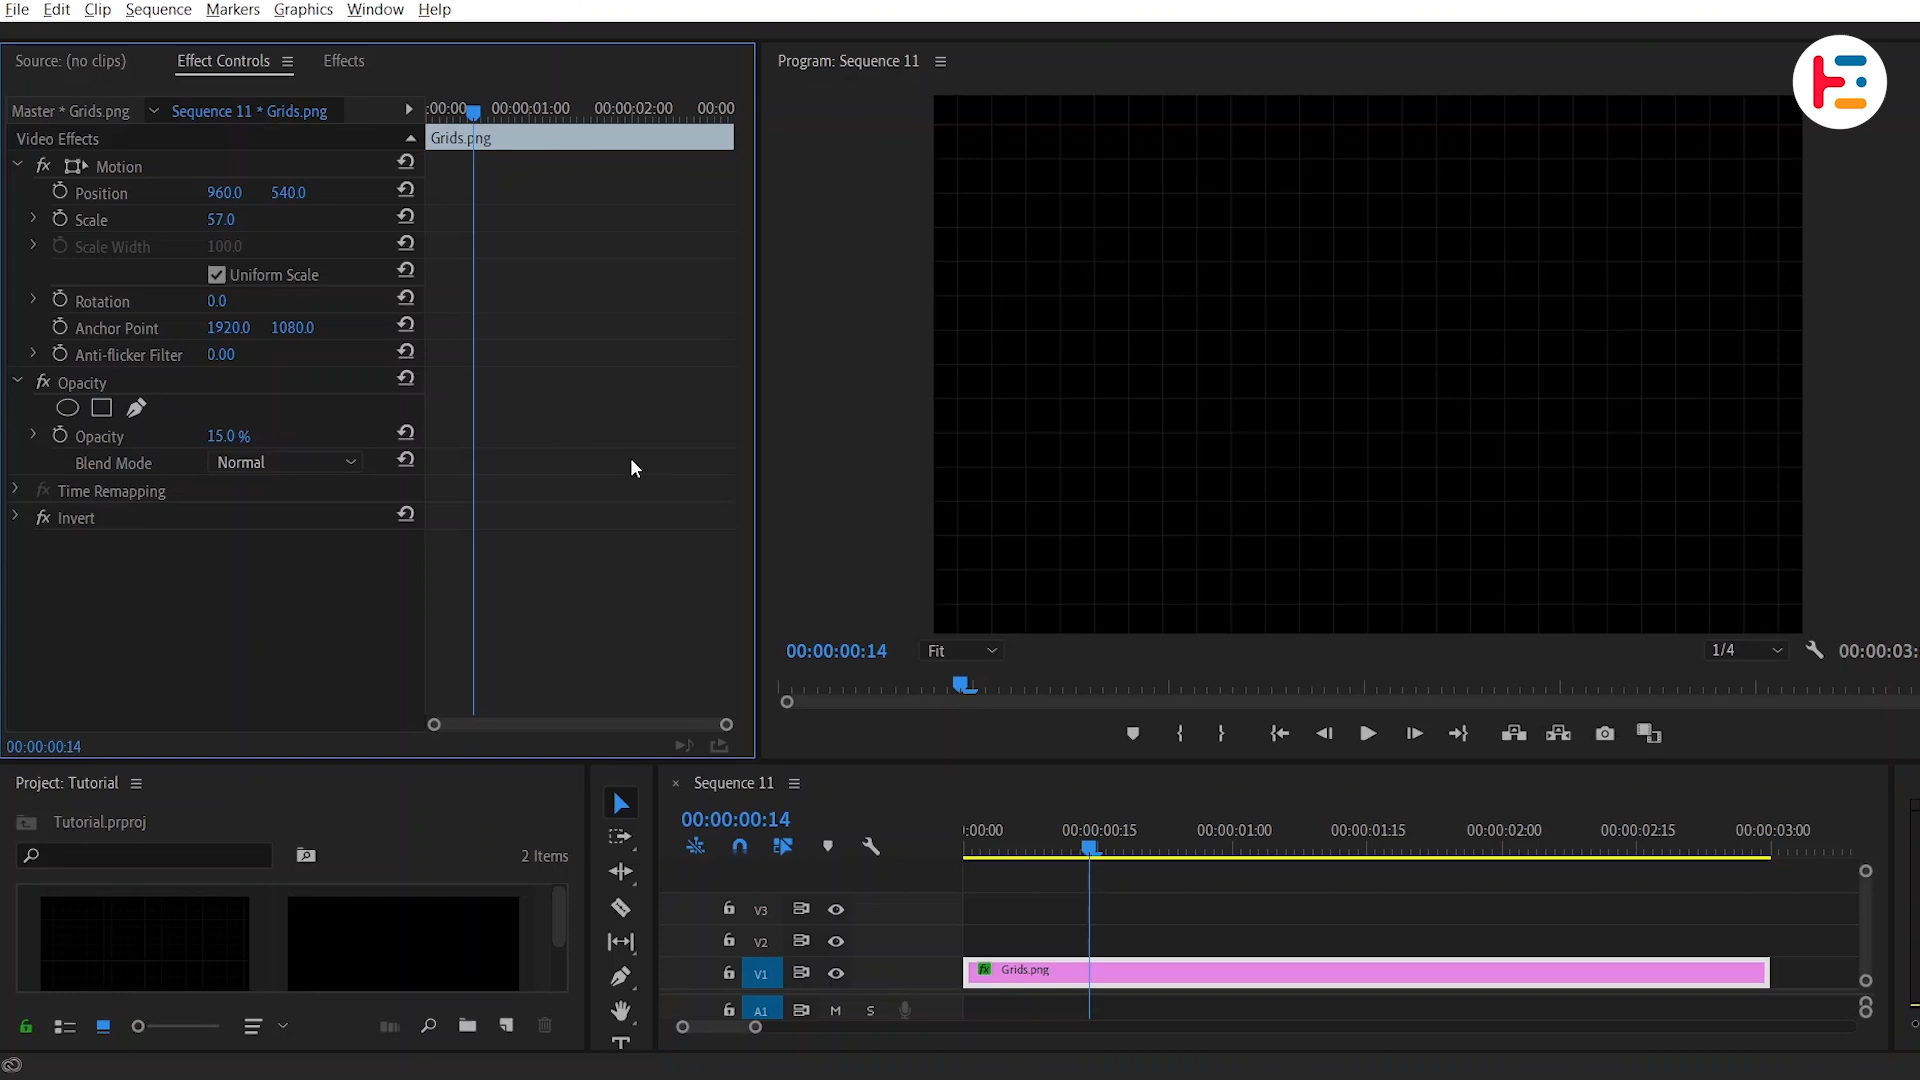 File Edit Clip Sequence Markers Graphics Window Help
Source: (no clips) Effect Controls Effects
Program: Sequence 11
Master * Grids.png Sequence 11 * Grids.png
:00:00 00:00:01:00 00:00:02:00 00:00
Video Effects
Grids.png
fx Motion
Position 960.0 540.0
Scale 57.0
Scale Width 100.0
Uniform Scale
Rotation 0.0
Anchor Point 1920.0 1080.0
Anti-flicker Filter 0.00
fx Opacity
Opacity 15.0 %
Blend Mode Normal
fx Time Remapping
fx Invert
00:00:00:14
00:00:00:14 Fit 1/4 00:00:03:
Project: Tutorial
Tutorial.prproj
2 Items
× Sequence 11
00:00:00:14
:00:00 00:00:00:15 00:00:01:00 00:00:01:15 00:00:02:00 00:00:02:15 00:00:03:00
V3
V2
V1
fx Grids.png
A1 M S